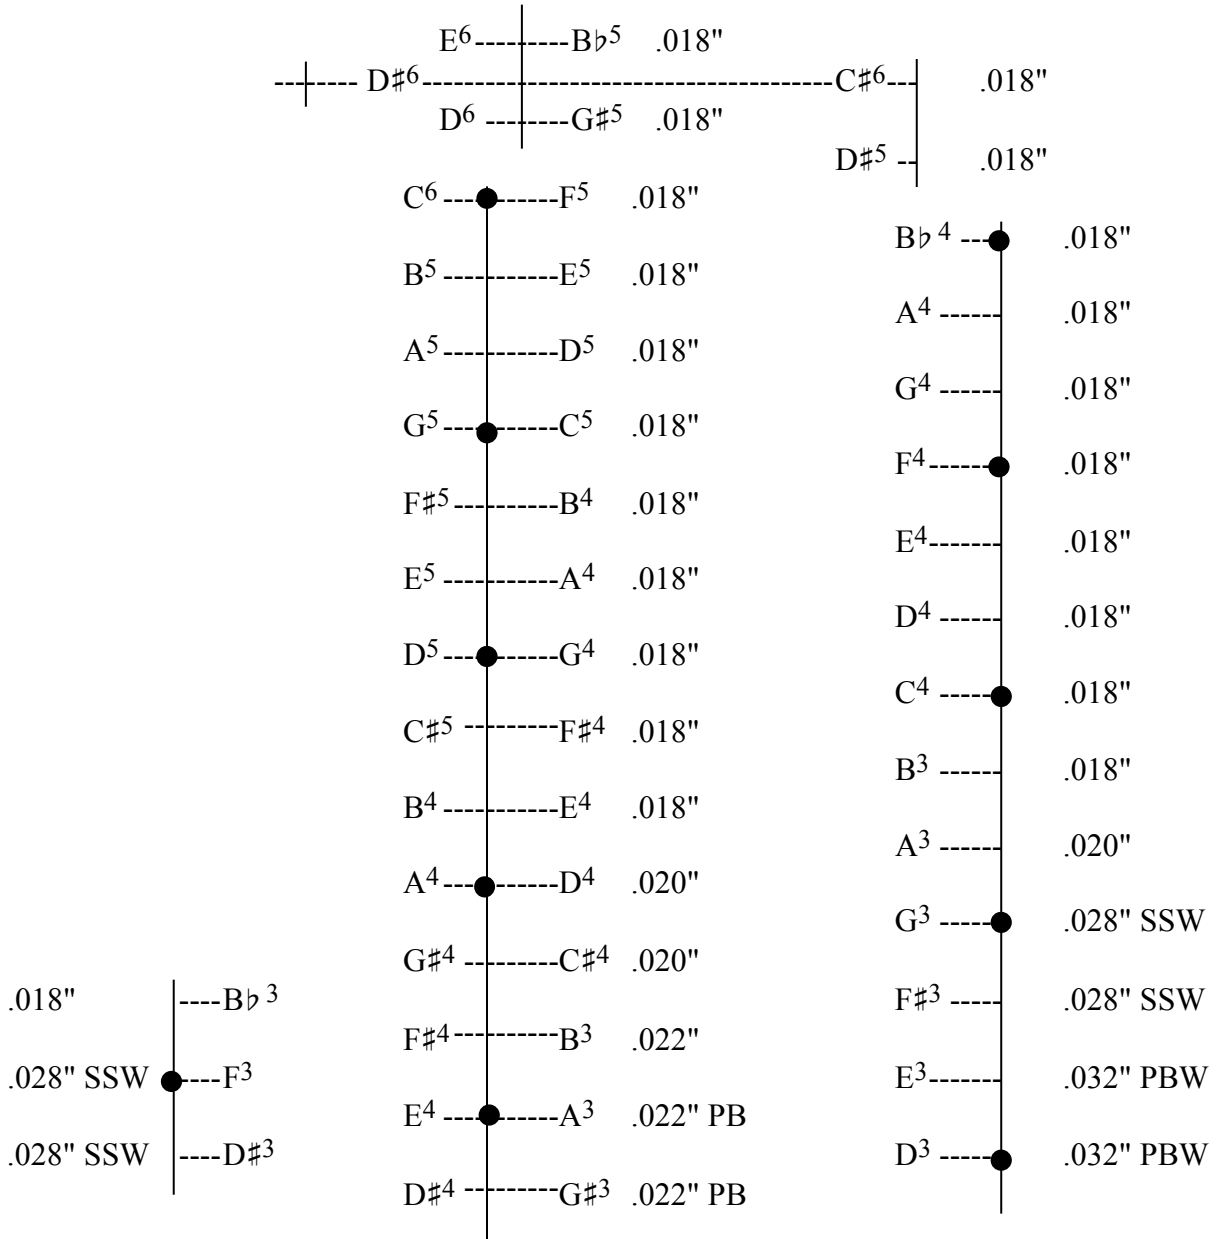 E6 B♭5 .018"
D♯6 C♯6 .018"
D6 G♯5 .018"
D♯5 .018"
C6 F5 .018"
B♭4 .018"
B5 E5 .018"
A4 .018"
A5 D5 .018"
G4 .018"
G5 C5 .018"
F4 .018"
F♯5 B4 .018"
E4 .018"
E5 A4 .018"
D4 .018"
D5 G4 .018"
C4 .018"
C♯5 F♯4 .018"
B3 .018"
B4 E4 .018"
A3 .020"
A4 D4 .020"
G3 .028" SSW
G♯4 C♯4 .020"
.018" B♭3
F♯3 .028" SSW
F♯4 B3 .022"
.028" SSW F3
E3 .032" PBW
E4 A3 .022" PB
.028" SSW D♯3
D3 .032" PBW
D♯4 G♯3 .022" PB